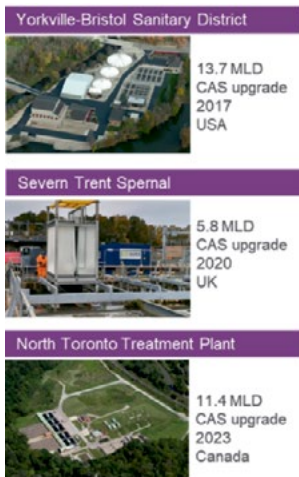 Yorkville-Bristol Sanitary District
13.7 MLD
CAS upgrade
2017
USA
Severn Trent Spernal
5.8 MLD
CAS upgrade
2020
UK
North Toronto Treatment Plant
11.4 MLD
CAS upgrade
2023
Canada